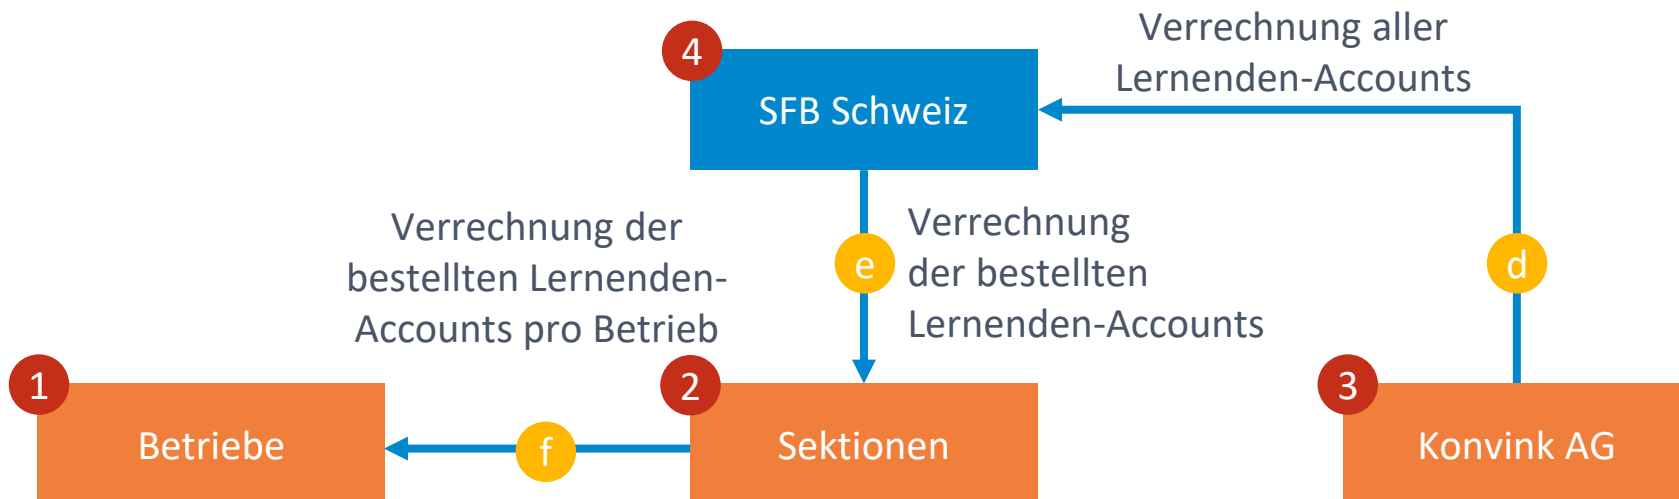 Verrechnung aller
Lernenden-Accounts
4
SFB Schweiz
Verrechnung der
bestellten Lernenden-
Accounts pro Betrieb
e
Verrechnung
der bestellten
Lernenden-Accounts
d
1
Betriebe
f
2
Sektionen
3
Konvink AG